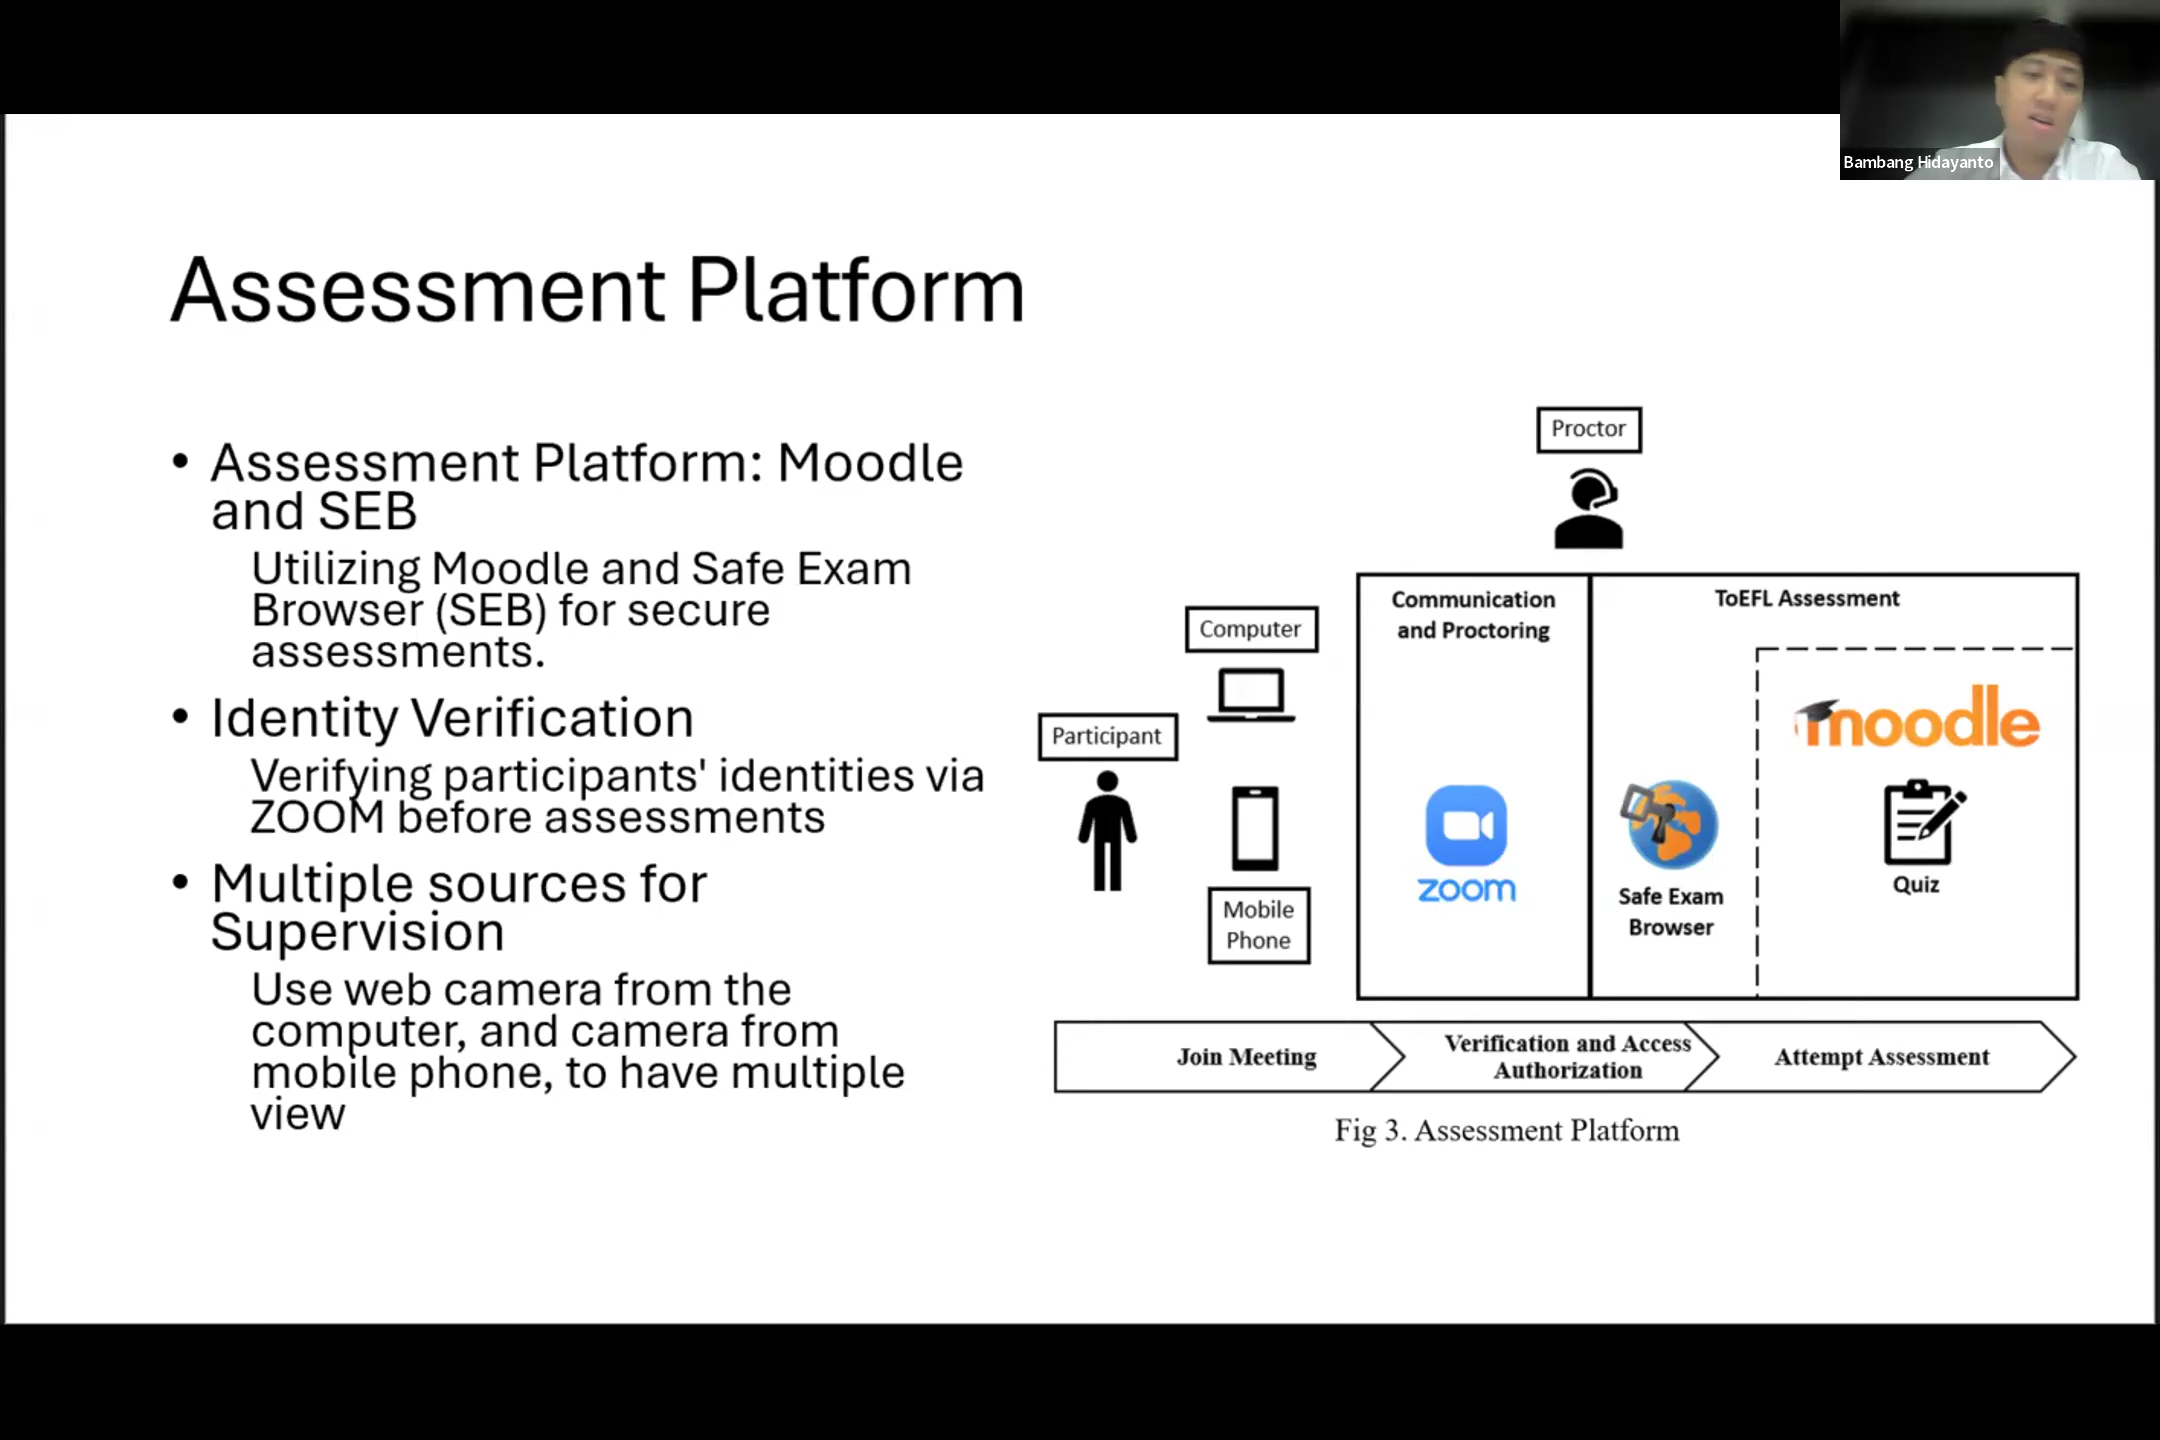 Bambang Hidayanto
Assessment Platform
• Assessment Platform: Moodle
and SEB
Utilizing Moodle and Safe Exam
Browser (SEB) for secure
assessments.
• Identity Verification
Verifying participants' identities via
ZOOM before assessments
• Multiple sources for
Supervision
Use web camera from the
computer, and camera from
mobile phone, to have multiple
view
Proctor
Communication
and Proctoring
ToEFL Assessment
Computer
Participant
Mobile
Phone
zoom
Safe Exam
Browser
moodle
Quiz
Join Meeting
Verification and Access
Authorization
Attempt Assessment
Fig 3. Assessment Platform